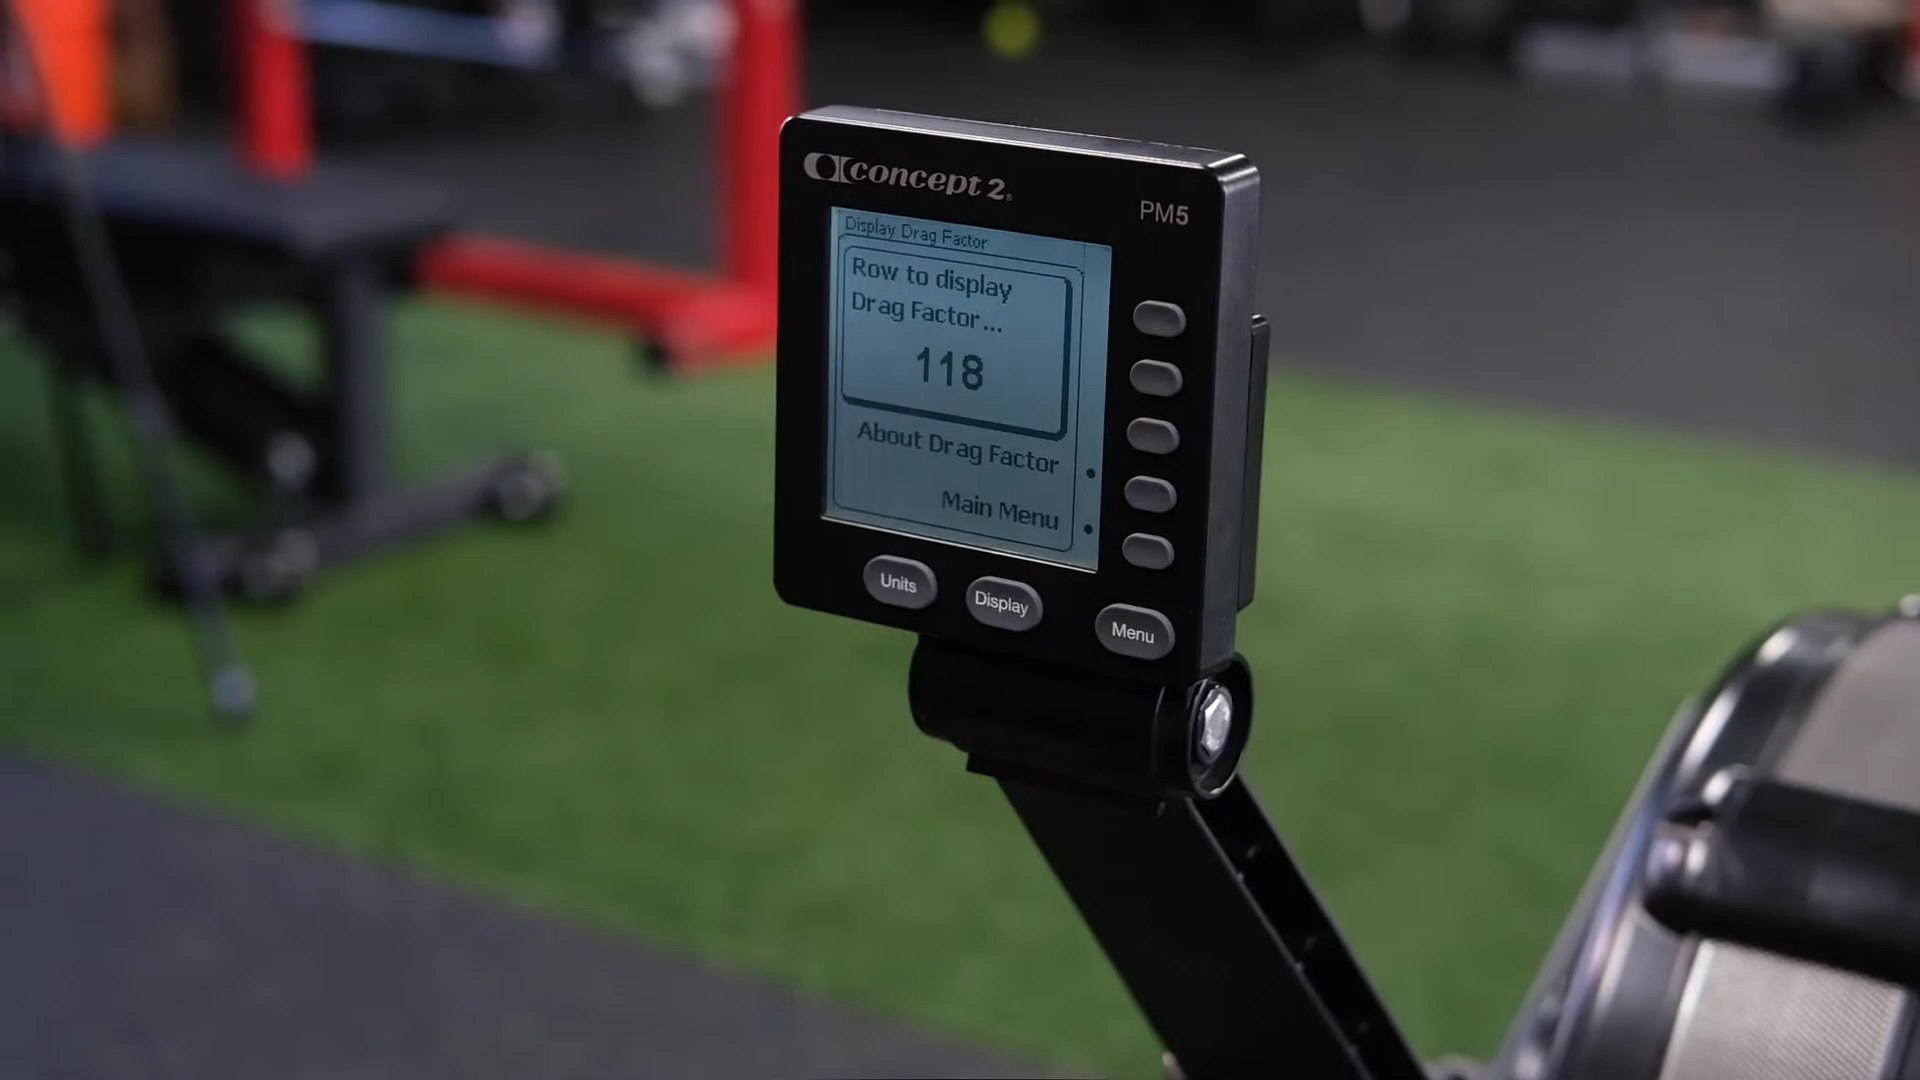 concept 2
PM5
Display Drag Factor
Row to display
Drag Factor...
118
About Drag Factor
Main Menu
Units
Display
Menu